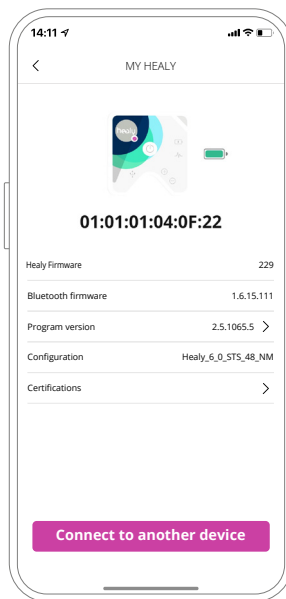 14:11
MY HEALY
healy
01:01:01:04:0F:22
Healy Firmware 229
Bluetooth firmware 1.6.15.111
Program version 2.5.1065.5
Configuration Healy_6_0_STS_48_NM
Certifications
Connect to another device